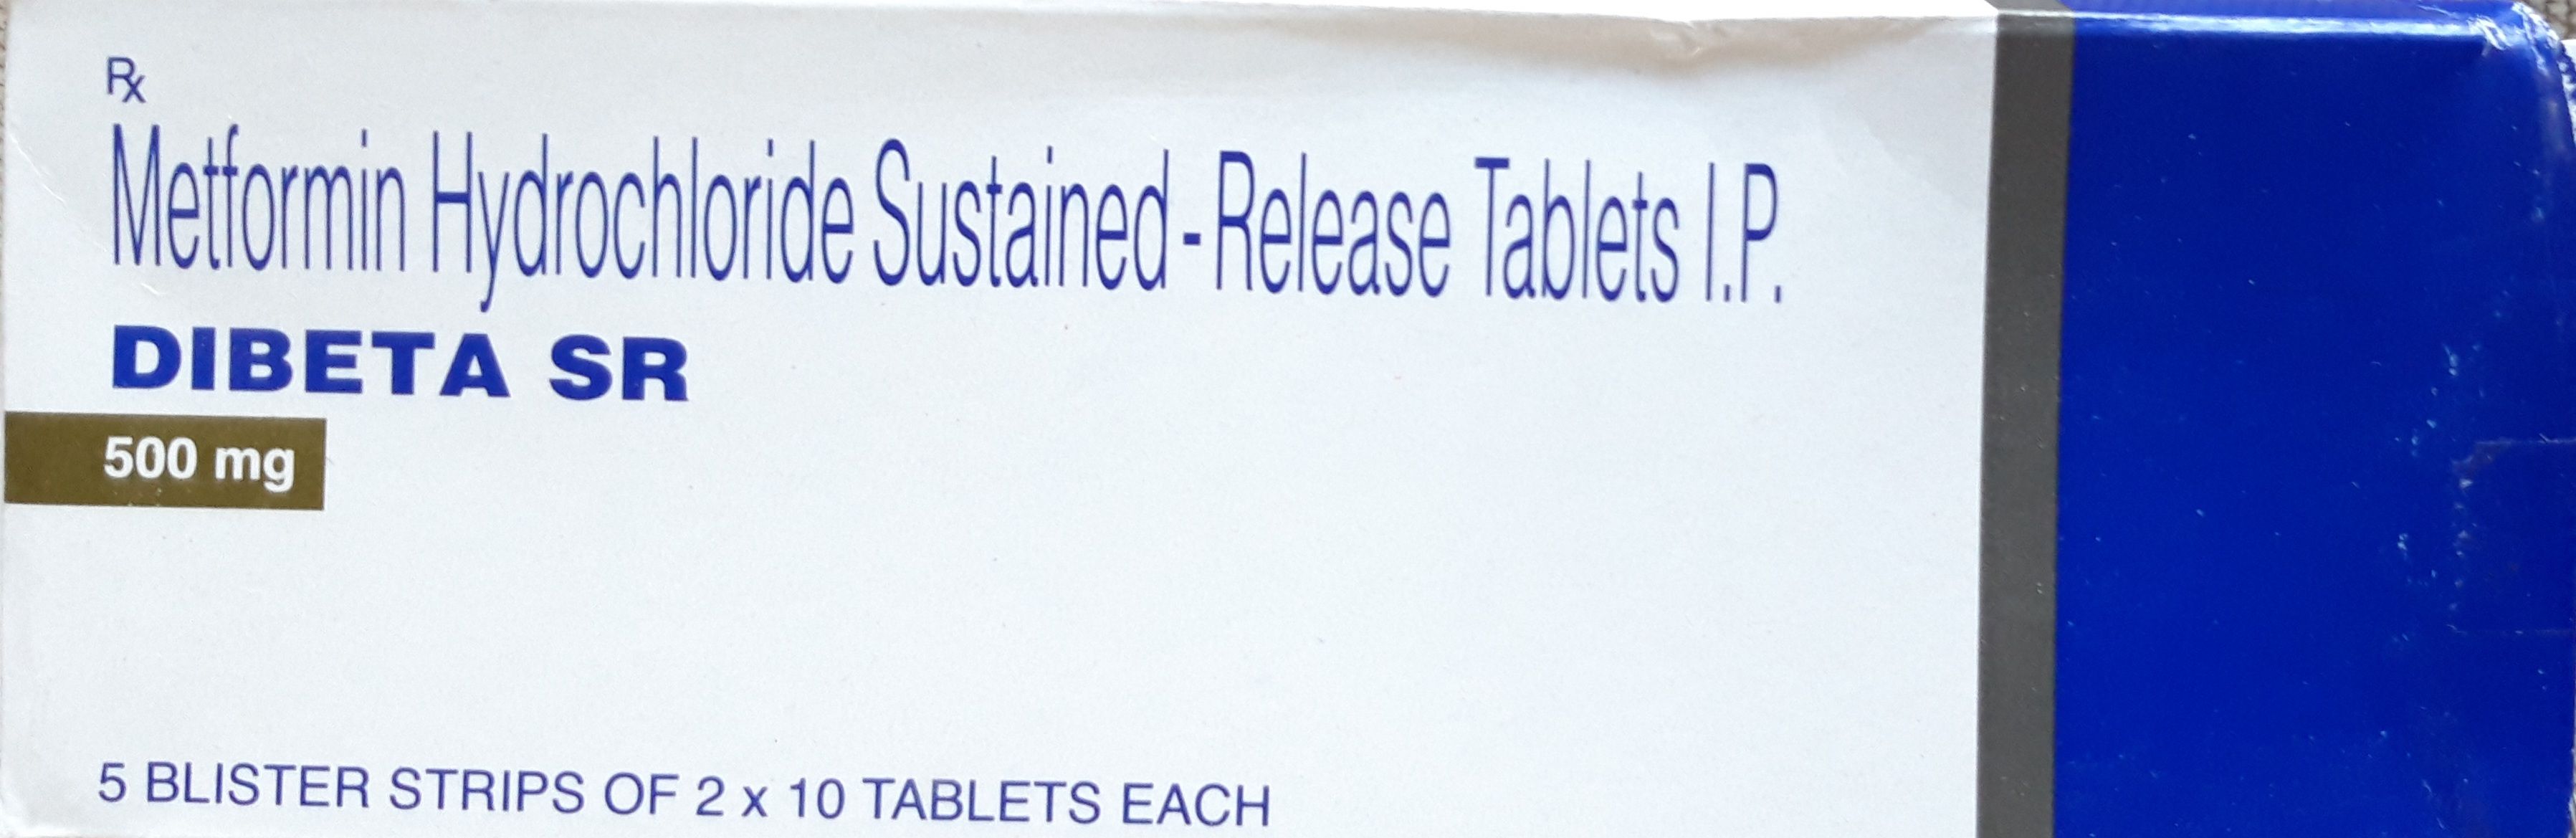 Rx
Metformin Hydrochloride Sustained - Release Tablets I.P.
DIBETA SR
500 mg
5 BLISTER STRIPS OF 2 x 10 TABLETS EACH